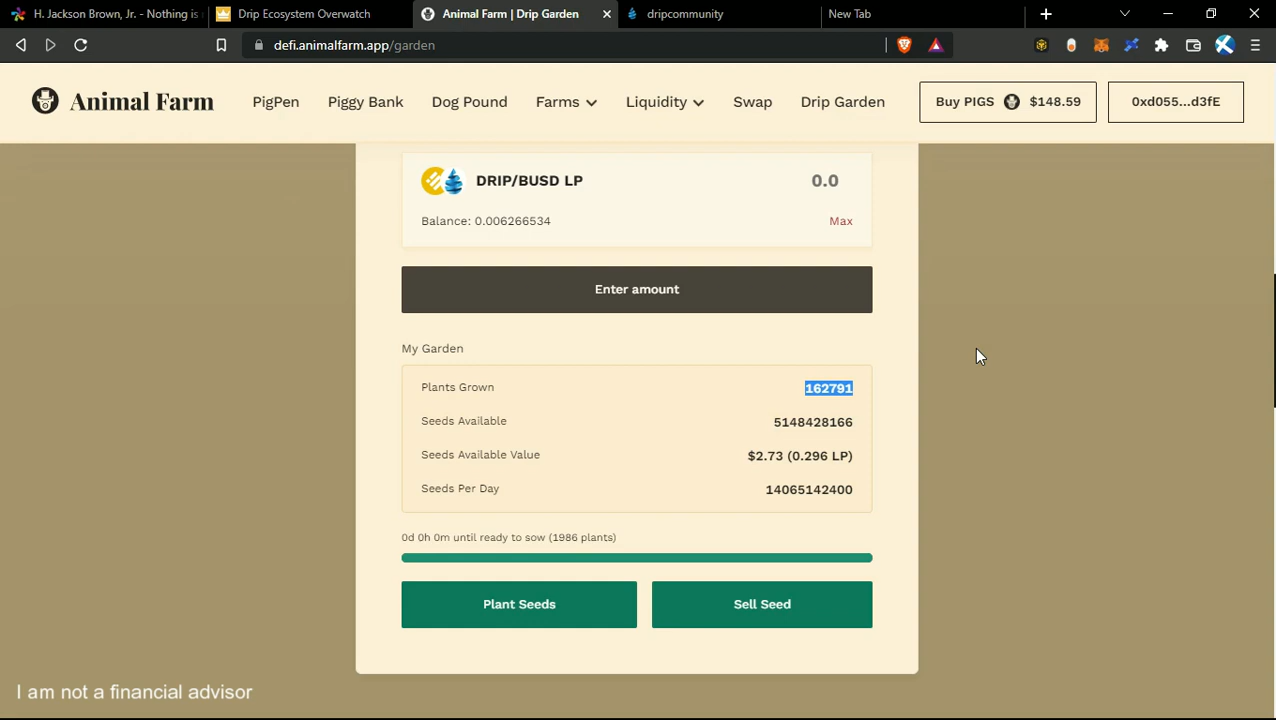 H. Jackson Brown, Jr. - Nothing is
Drip Ecosystem Overwatch
Animal Farm | Drip Garden
dripcommunity
New Tab
defi.animalfarm.app/garden
Animal Farm
PigPen
Piggy Bank
Dog Pound
Farms
Liquidity
Swap
Drip Garden
Buy PIGS $148.59
0xd055...d3fE
DRIP/BUSD LP 0.0
Balance: 0.006266534 Max
Enter amount
My Garden
Plants Grown 162791
Seeds Available 5148428166
Seeds Available Value $2.73 (0.296 LP)
Seeds Per Day 14065142400
0d 0h 0m until ready to sow (1986 plants)
Plant Seeds
Sell Seed
I am not a financial advisor